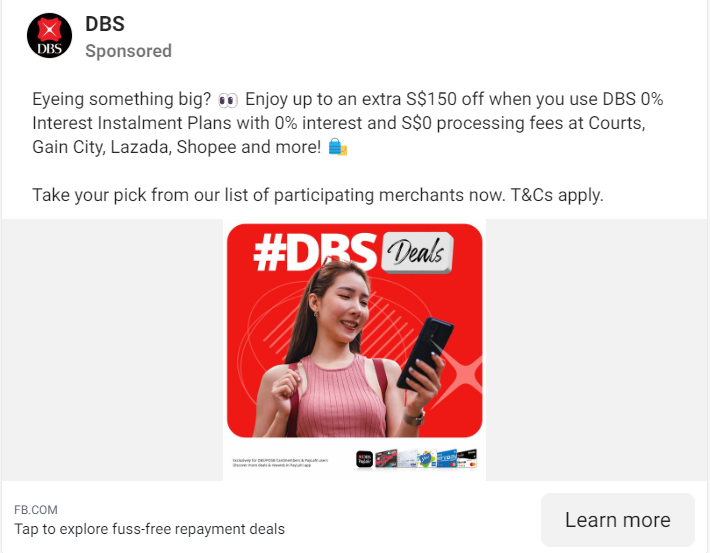 DBS
DBS
Sponsored
Eyeing something big? 👀 Enjoy up to an extra S$150 off when you use DBS 0%
Interest Instalment Plans with 0% interest and S$0 processing fees at Courts,
Gain City, Lazada, Shopee and more! 🛍️
Take your pick from our list of participating merchants now. T&Cs apply.
#DBS Deals
Exclusively for DBS/POSB Cardmembers & PayLah! users
Discover more deals & rewards in PayLah! app
FB.COM
Tap to explore fuss-free repayment deals
Learn more